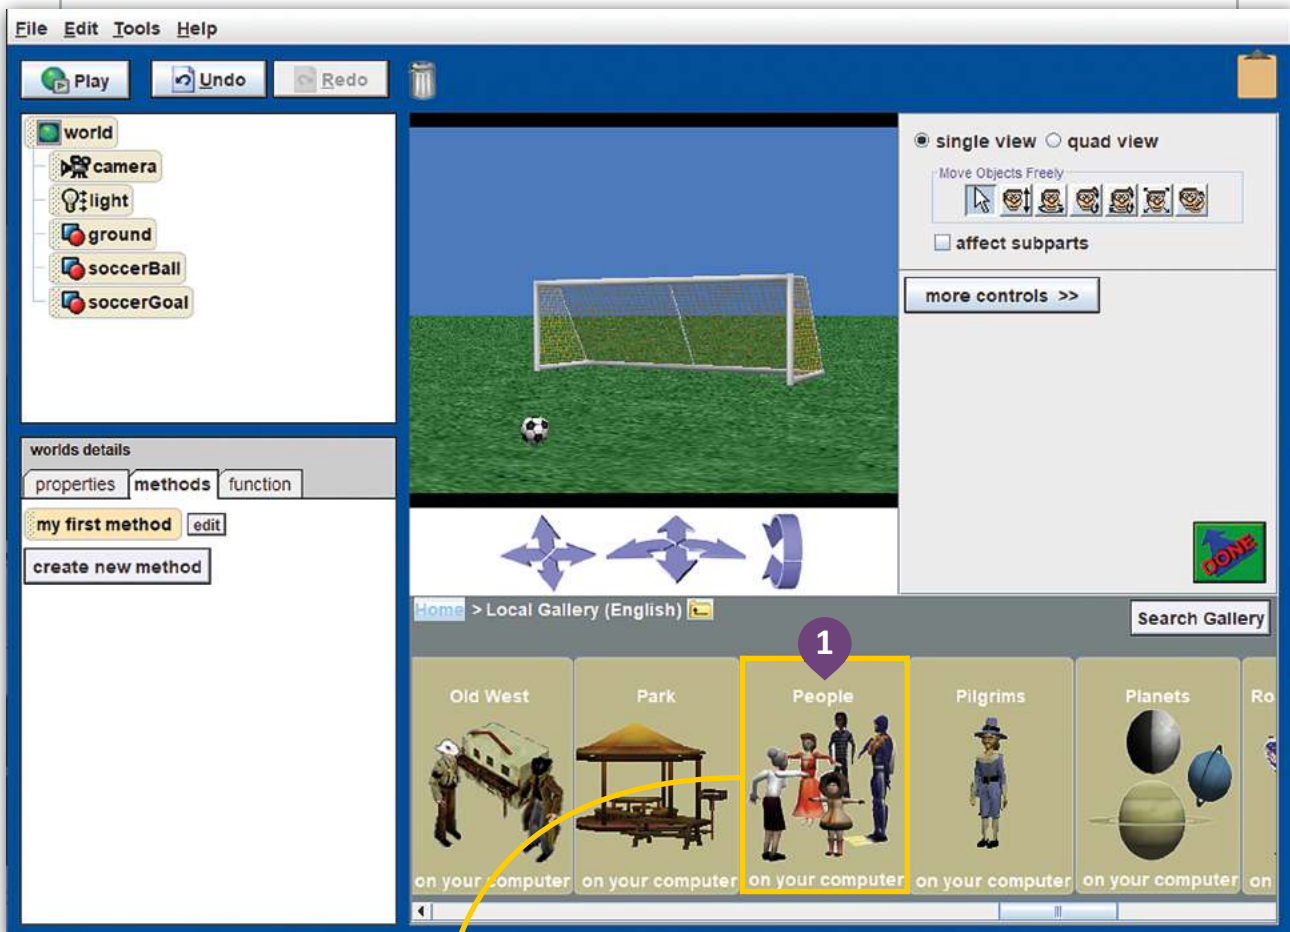 File Edit Tools Help
Play Undo Redo
world
camera
light
ground
soccerBall
soccerGoal
single view quad view
Move Objects Freely
affect subparts
more controls >>
DONE
worlds details
properties methods function
my first method edit
create new method
Home > Local Gallery (English)
Search Gallery
1
Old West Park People Pilgrims Planets Ro
on your computer on your computer on your computer on your computer on your computer on